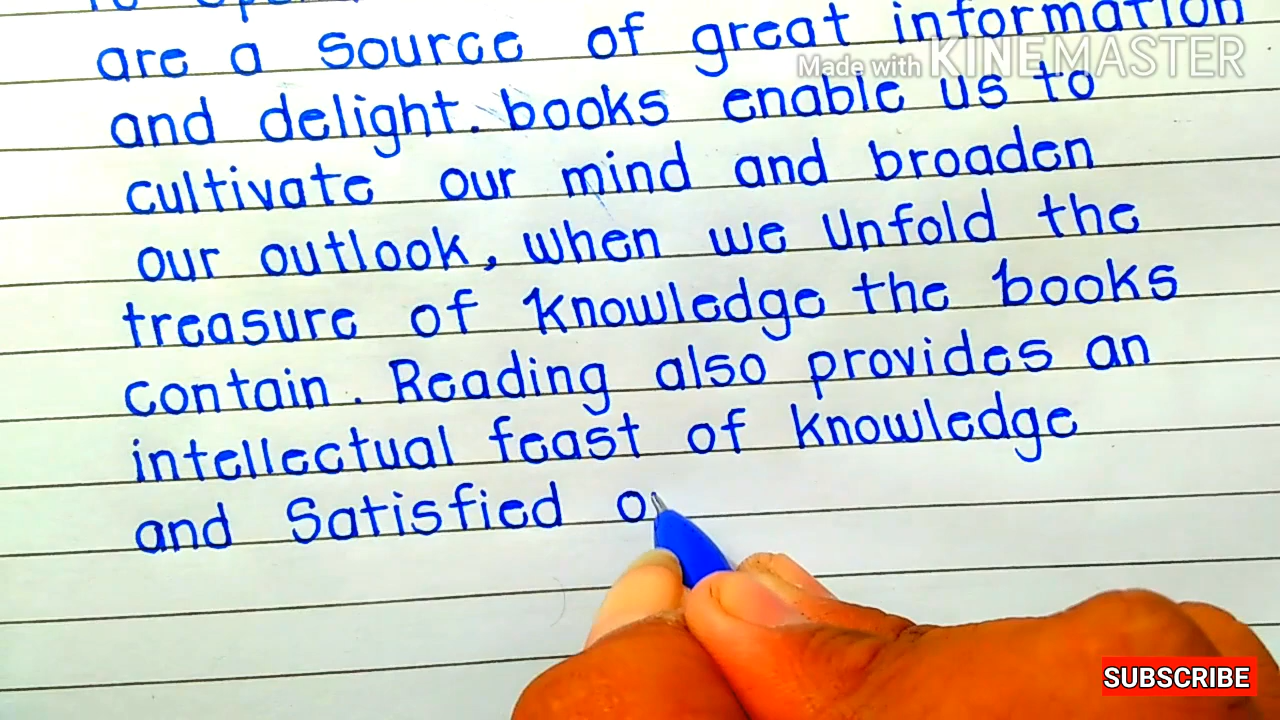 are a source of great information
Made with KINEMASTER
and delight. books enable us to
cultivate our mind and broaden
our outlook, when we Unfold the
treasure of knowledge the books
contain. Reading also provides an
intellectual feast of knowledge
and Satisfied o
SUBSCRIBE